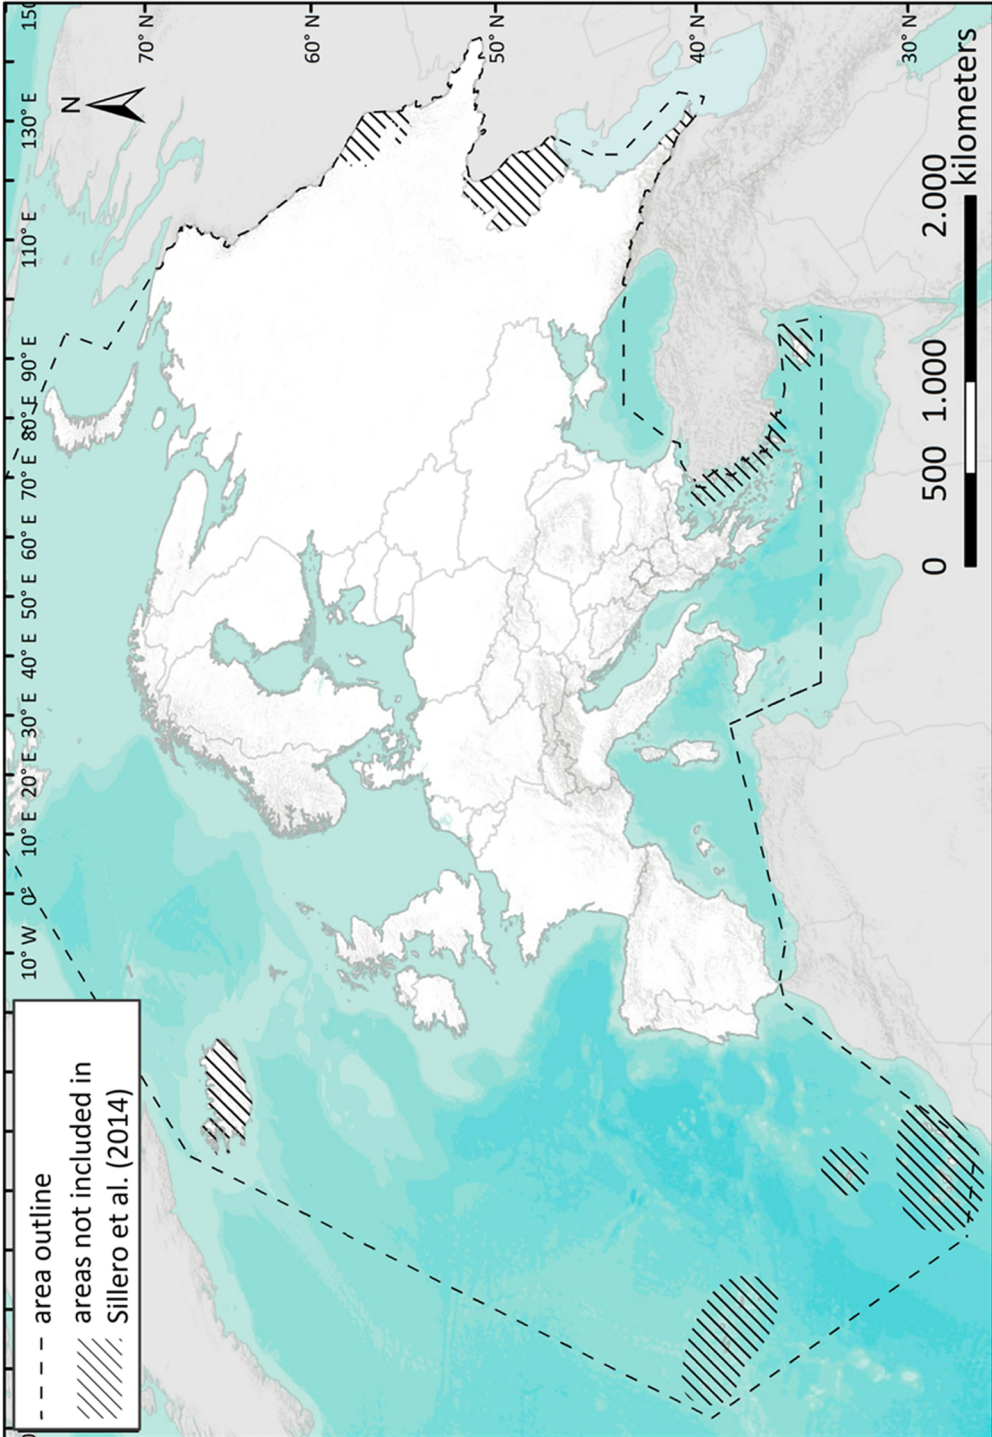 10° W
0°
10° E
20° E
30° E
40° E
50° E
60° E
70° E
80° E
90° E
110° E
130° E
area outline
areas not included in
Sillero et al. (2014)
N
70° N
60° N
50° N
40° N
30° N
0 500 1.000 2.000
kilometers